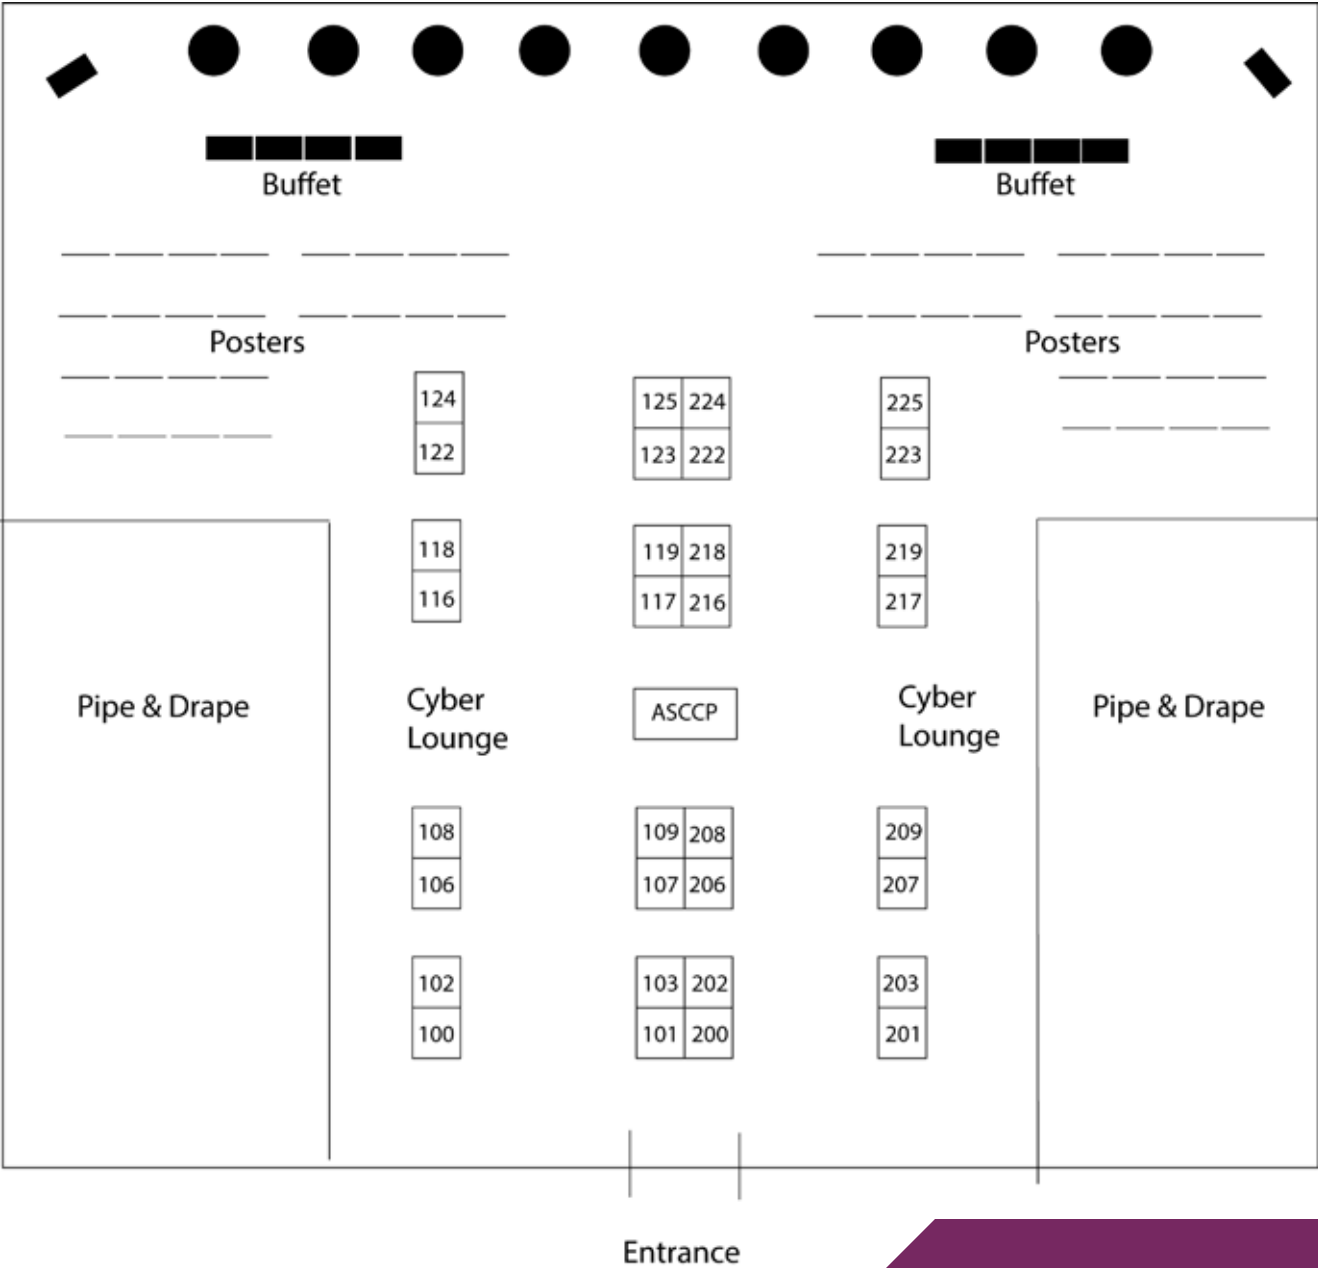 Buffet
Buffet
Posters
Posters
124
125 224
225
122
123 222
223
118
119 218
219
116
117 216
217
Pipe & Drape
Cyber
Lounge
ASCCP
Cyber
Lounge
Pipe & Drape
108
109 208
209
106
107 206
207
102
103 202
203
100
101 200
201
Entrance